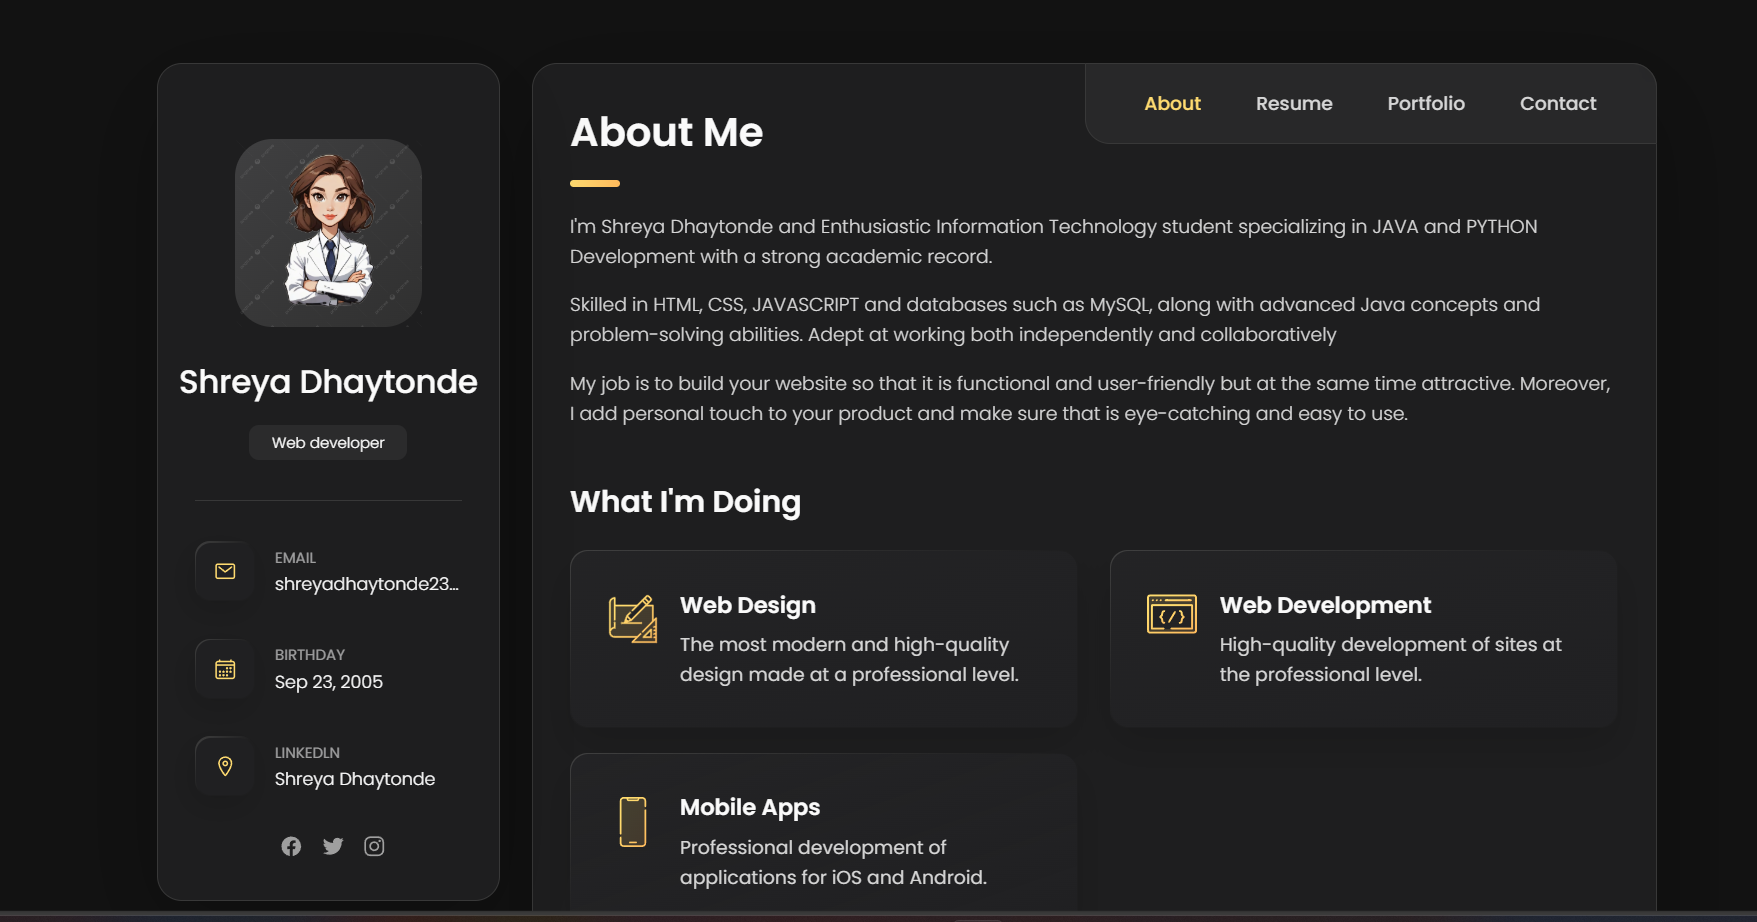 About
Resume
Portfolio
Contact
Shreya Dhaytonde
Web developer
EMAIL
shreyadhaytonde23...
BIRTHDAY
Sep 23, 2005
LINKEDLN
Shreya Dhaytonde
About Me
I'm Shreya Dhaytonde and Enthusiastic Information Technology student specializing in JAVA and PYTHON
Development with a strong academic record.
Skilled in HTML, CSS, JAVASCRIPT and databases such as MySQL, along with advanced Java concepts and
problem-solving abilities. Adept at working both independently and collaboratively
My job is to build your website so that it is functional and user-friendly but at the same time attractive. Moreover,
I add personal touch to your product and make sure that is eye-catching and easy to use.
What I'm Doing
Web Design
The most modern and high-quality
design made at a professional level.
Web Development
High-quality development of sites at
the professional level.
Mobile Apps
Professional development of
applications for iOS and Android.